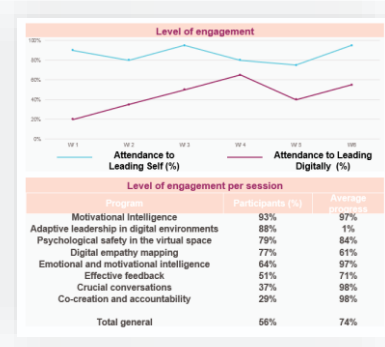 Level of engagement
100%
80%
60%
40%
20%
0%
W 1 W 2 W 3 W 4 W 5 W6
Attendance to Leading Self (%)
Attendance to Leading Digitally (%)
Level of engagement per session
Program Participants (%) Average progress
Motivational Intelligence 93% 97%
Adaptive leadership in digital environments 88% 1%
Psychological safety in the virtual space 79% 84%
Digital empathy mapping 77% 61%
Emotional and motivational intelligence 64% 97%
Effective feedback 51% 71%
Crucial conversations 37% 98%
Co-creation and accountability 29% 98%
Total general 56% 74%